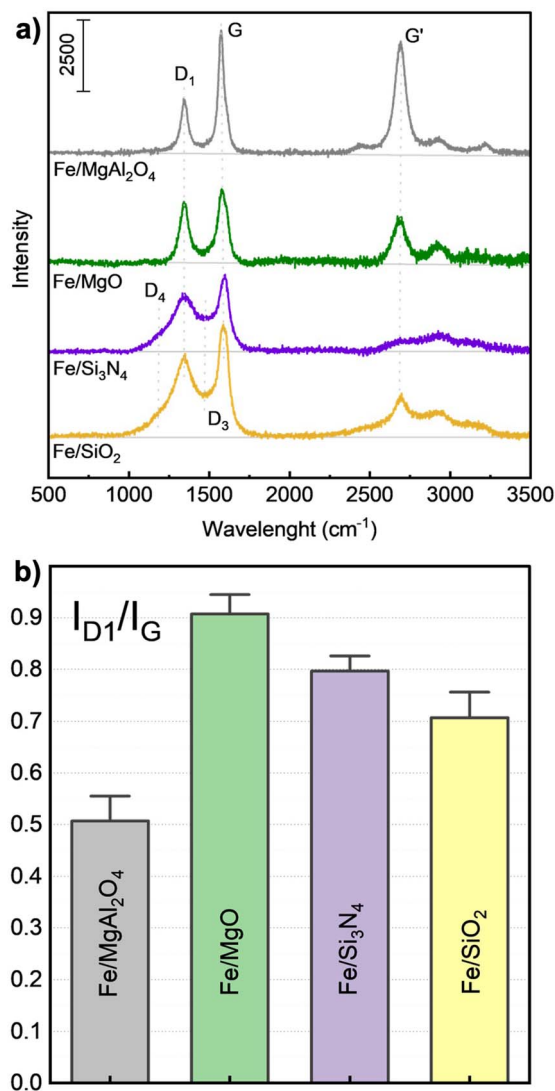 a)
2500
D₁
G
G'
Fe/MgAl₂O₄
Fe/MgO
D₄
Fe/Si₃N₄
D₃
Fe/SiO₂
Intensity
500 1000 1500 2000 2500 3000 3500
Wavelenght (cm⁻¹)
b)
I_D1/I_G
0.9
0.8
0.7
0.6
0.5
0.4
0.3
0.2
0.1
0.0
Fe/MgAl₂O₄
Fe/MgO
Fe/Si₃N₄
Fe/SiO₂